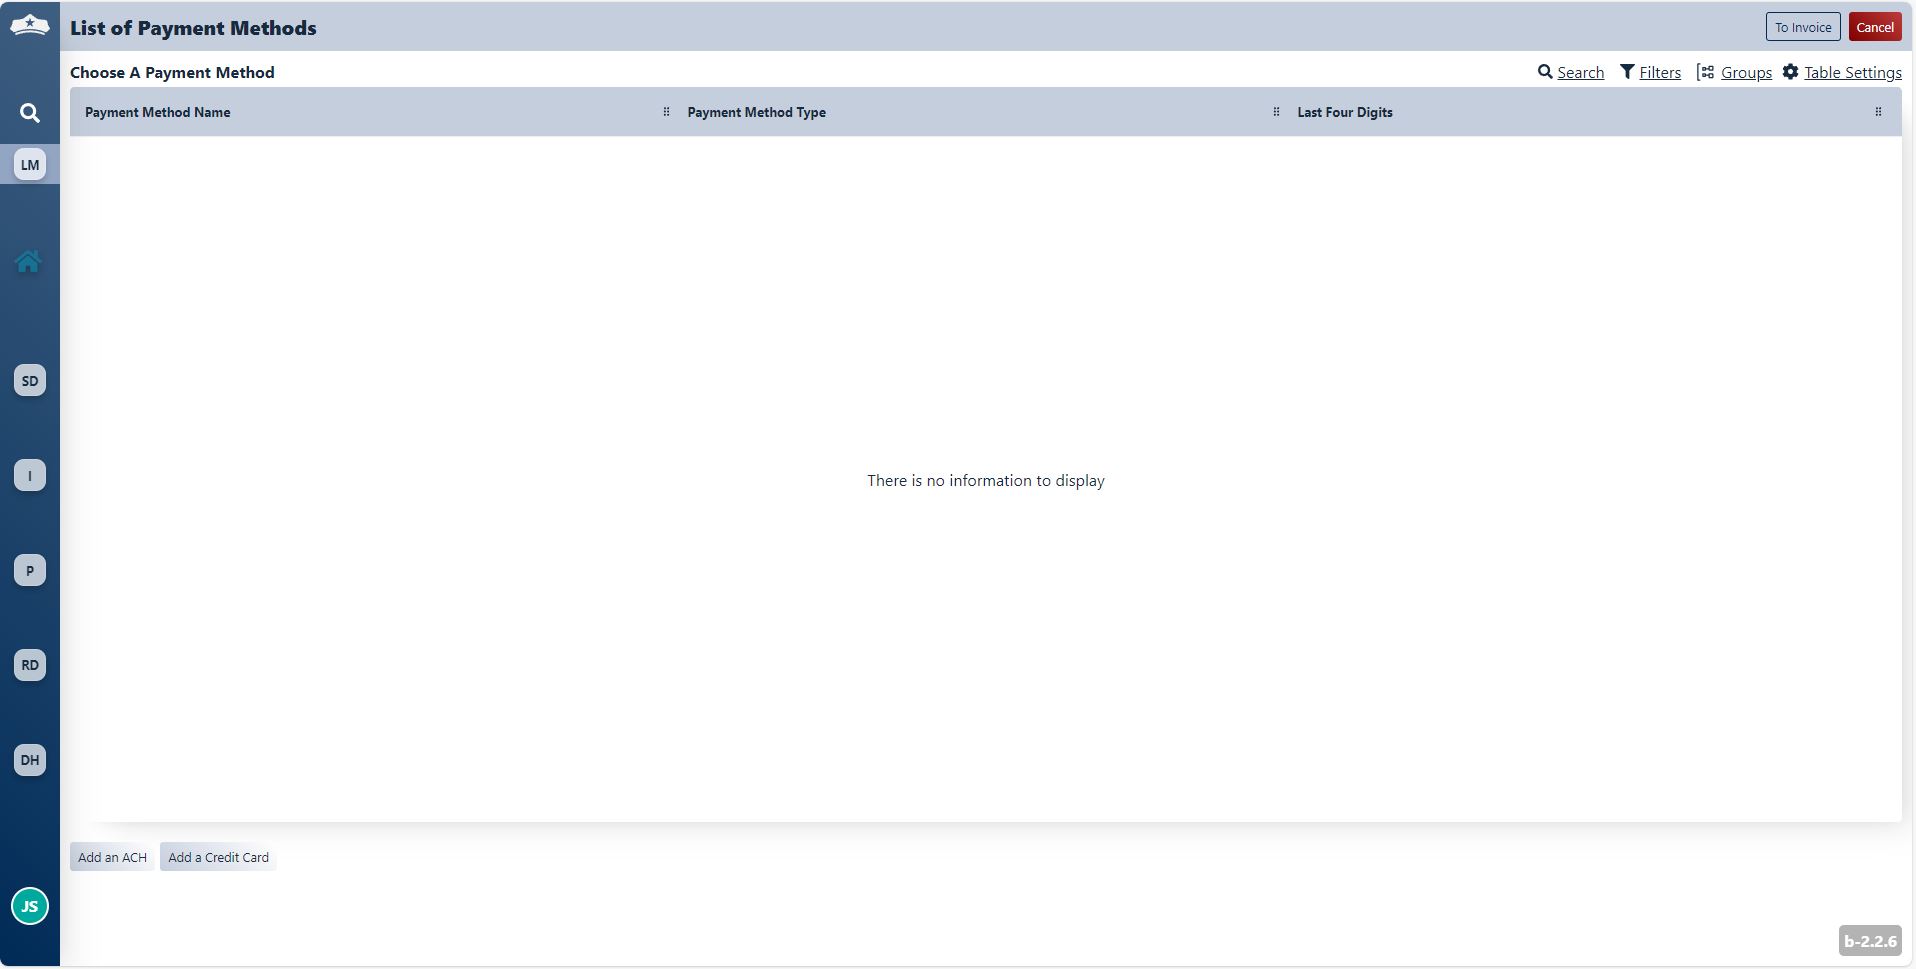 List of Payment Methods
To Invoice
Cancel
Choose A Payment Method
Search
Filters
Groups
Table Settings
Payment Method Name
Payment Method Type
Last Four Digits
LM
There is no information to display
SD
I
P
RD
DH
Add an ACH
Add a Credit Card
JS
b-2.2.6